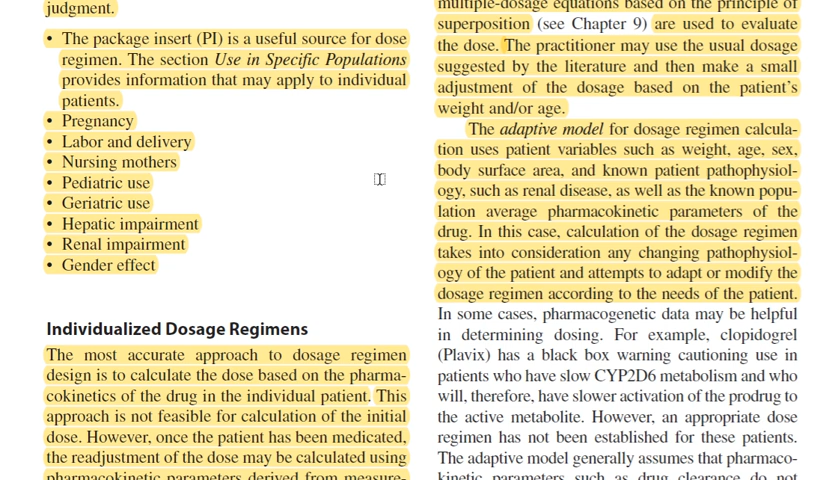 judgment.
• The package insert (PI) is a useful source for dose
regimen. The section Use in Specific Populations
provides information that may apply to individual
patients.
• Pregnancy
• Labor and delivery
• Nursing mothers
• Pediatric use
• Geriatric use
• Hepatic impairment
• Renal impairment
• Gender effect
Individualized Dosage Regimens
The most accurate approach to dosage regimen
design is to calculate the dose based on the pharma-
cokinetics of the drug in the individual patient. This
approach is not feasible for calculation of the initial
dose. However, once the patient has been medicated,
the readjustment of the dose may be calculated using
pharmacokinetic parameters derived from measure-
multiple-dosage equations based on the principle of
superposition (see Chapter 9) are used to evaluate
the dose. The practitioner may use the usual dosage
suggested by the literature and then make a small
adjustment of the dosage based on the patient's
weight and/or age.
The adaptive model for dosage regimen calcula-
tion uses patient variables such as weight, age, sex,
body surface area, and known patient pathophysiol-
ogy, such as renal disease, as well as the known popu-
lation average pharmacokinetic parameters of the
drug. In this case, calculation of the dosage regimen
takes into consideration any changing pathophysiol-
ogy of the patient and attempts to adapt or modify the
dosage regimen according to the needs of the patient.
In some cases, pharmacogenetic data may be helpful
in determining dosing. For example, clopidogrel
(Plavix) has a black box warning cautioning use in
patients who have slow CYP2D6 metabolism and who
will, therefore, have slower activation of the prodrug to
the active metabolite. However, an appropriate dose
regimen has not been established for these patients.
The adaptive model generally assumes that pharmaco-
kinetic parameters such as drug clearance do not